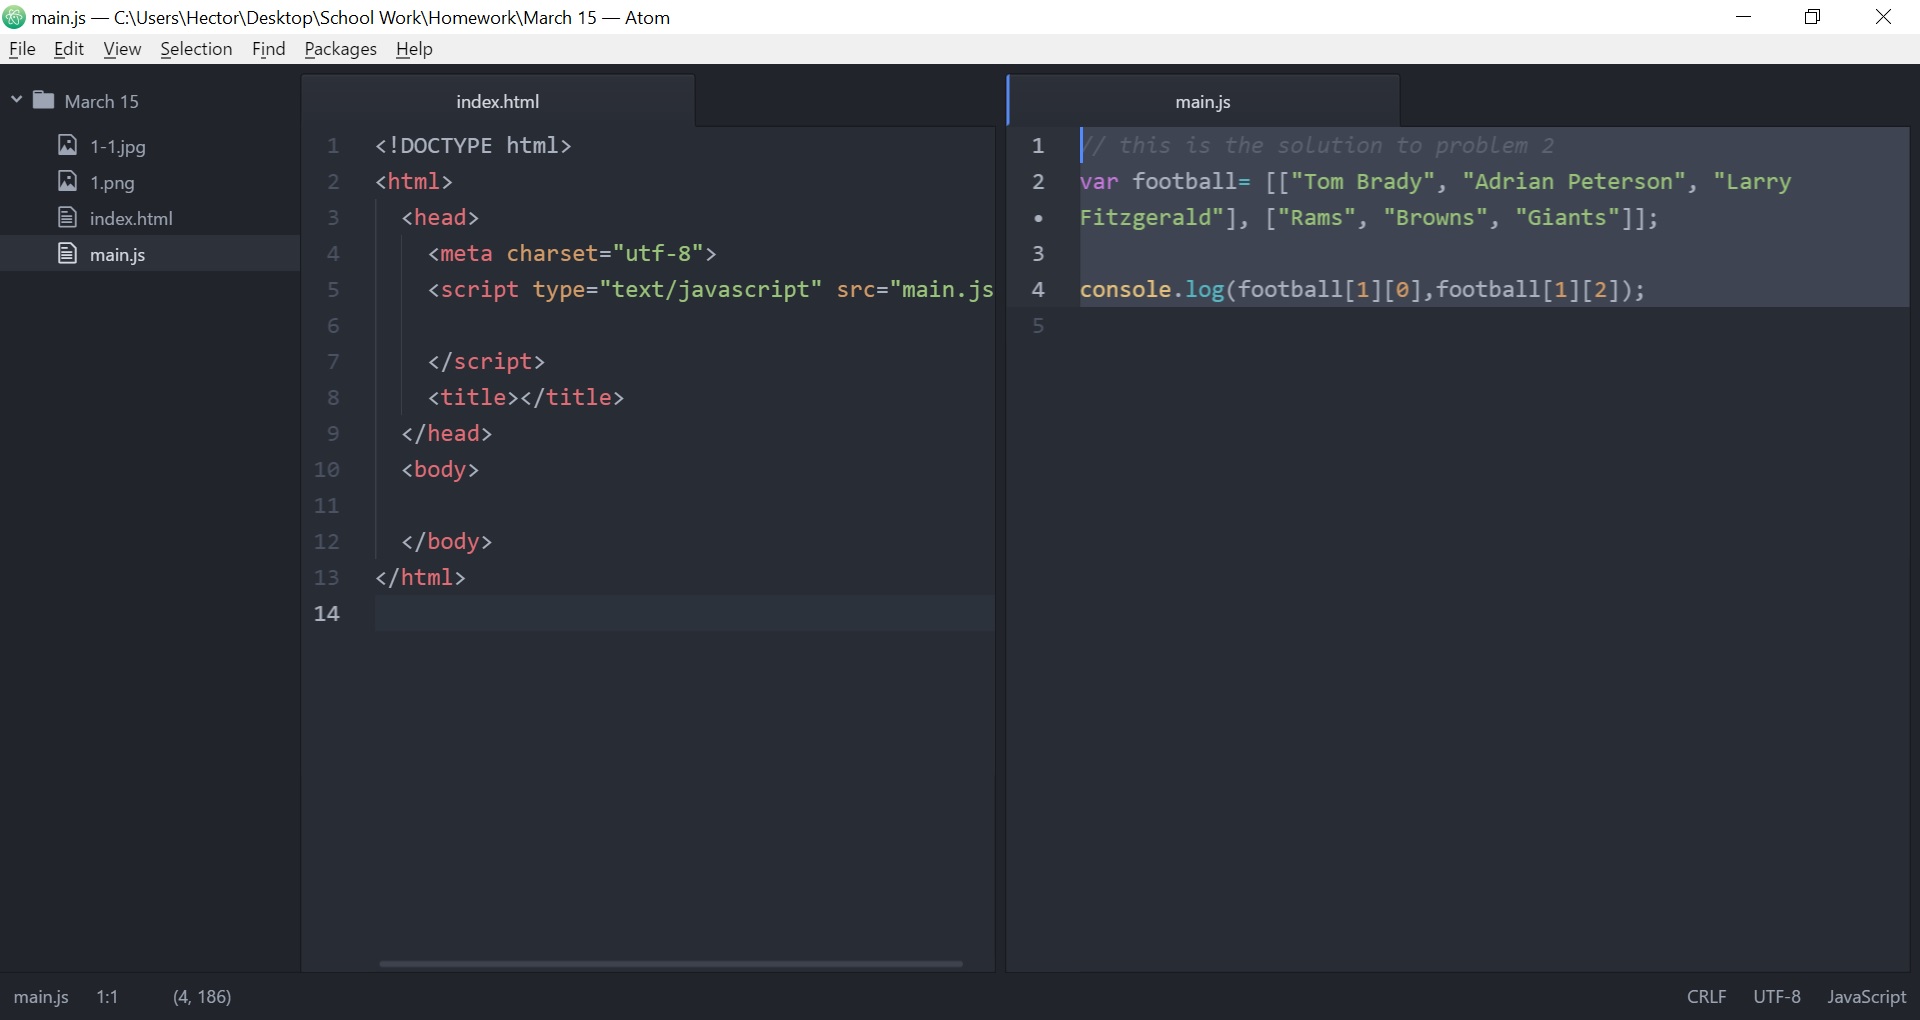 main.js — C:\Users\Hector\Desktop\School Work\Homework\March 15 — Atom
File Edit View Selection Find Packages Help
March 15
1-1.jpg
1.png
index.html
main.js
index.html
1 <!DOCTYPE html>
2 <html>
3 <head>
4 <meta charset="utf-8">
5 <script type="text/javascript" src="main.js
6
7 </script>
8 <title></title>
9 </head>
10 <body>
11
12 </body>
13 </html>
14
main.js
1 // this is the solution to problem 2
2 var football= [["Tom Brady", "Adrian Peterson", "Larry
• Fitzgerald"], ["Rams", "Browns", "Giants"]];
3
4 console.log(football[1][0],football[1][2]);
5
main.js 1:1 (4, 186) CRLF UTF-8 JavaScript